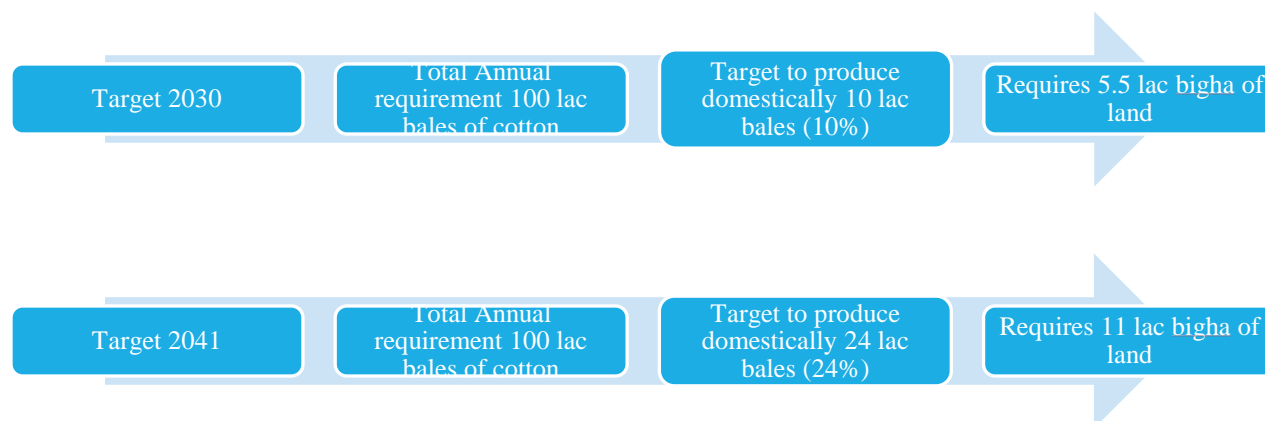 Target 2030
Total Annual
requirement 100 lac
bales of cotton
Target to produce
domestically 10 lac
bales (10%)
Requires 5.5 lac bigha of
land
Target 2041
Total Annual
requirement 100 lac
bales of cotton
Target to produce
domestically 24 lac
bales (24%)
Requires 11 lac bigha of
land